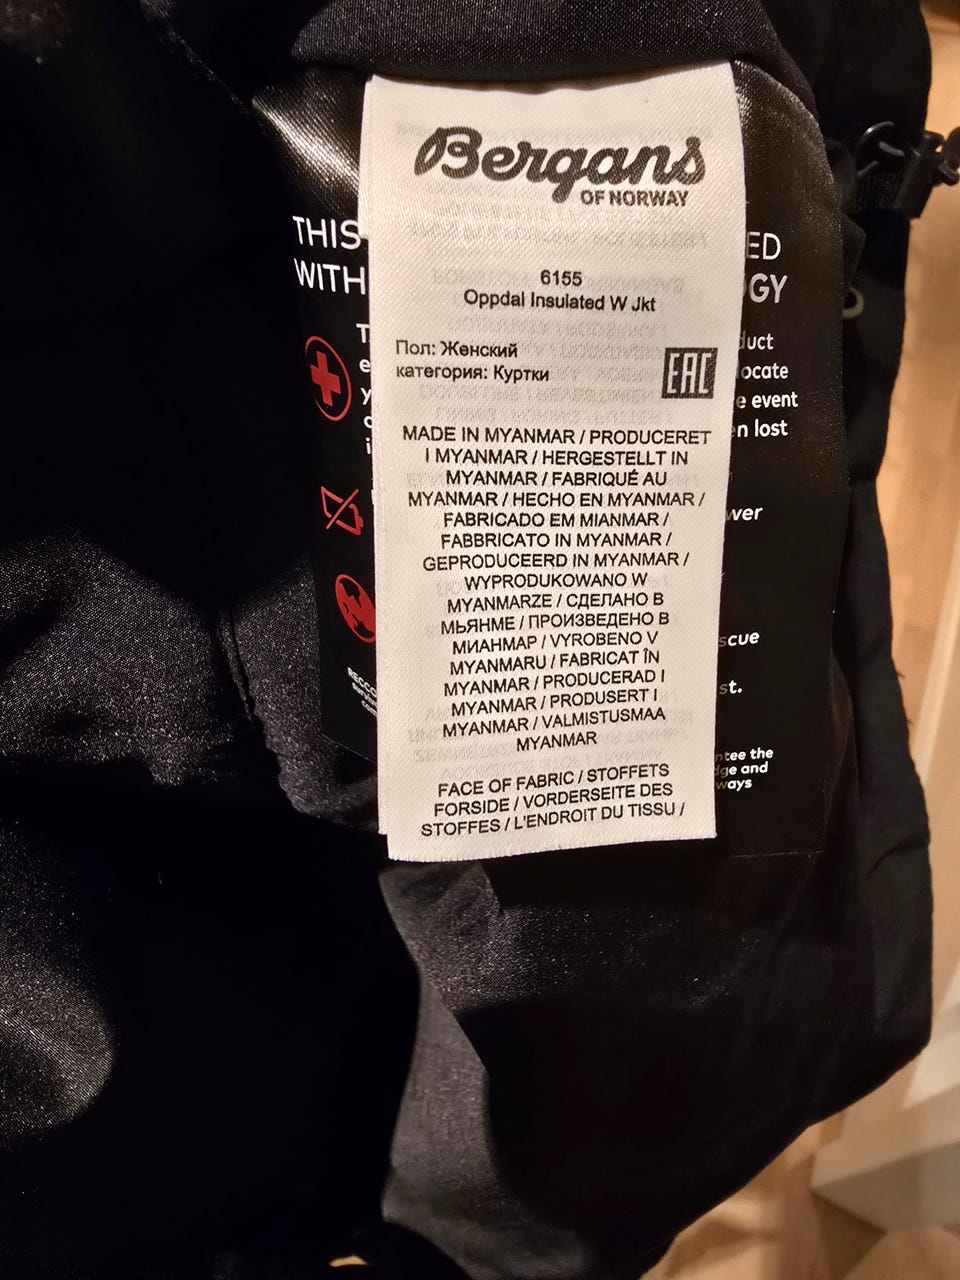 Bergans
OF NORWAY
6155
Oppdal Insulated W Jkt
Пол: Женский
категория: Куртки
EAC
MADE IN MYANMAR / PRODUCERET
I MYANMAR / HERGESTELLT IN
MYANMAR / FABRIQUÉ AU
MYANMAR / HECHO EN MYANMAR /
FABRICADO EM MIANMAR /
FABBRICATO IN MYANMAR /
GEPRODUCEERD IN MYANMAR /
WYPRODUKOWANO W
MYANMARZE / СДЕЛАНО В
МЬЯНМЕ / ПРОИЗВЕДЕНО В
МИАНМАР / VYROBENO V
MYANMARU / FABRICAT ÎN
MYANMAR / PRODUCERAD I
MYANMAR / PRODUSERT I
MYANMAR / VALMISTUSMAA
MYANMAR
FACE OF FABRIC / STOFFETS
FORSIDE / VORDERSEITE DES
STOFFES / L'ENDROIT DU TISSU /
THIS
WITH
ED
OGY
duct
locate
e event
n lost
wer
scue
st.
ntee the
dge and
ways